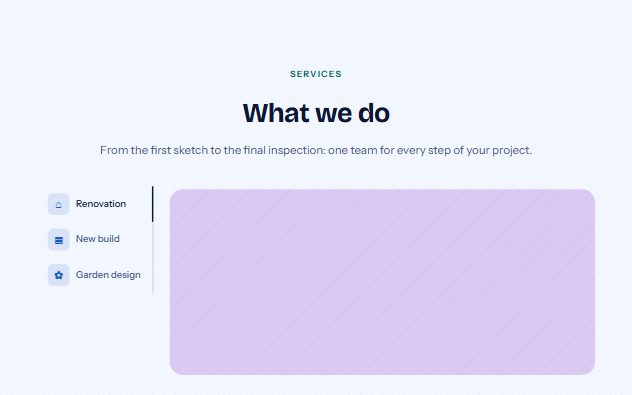 SERVICES
What we do
From the first sketch to the final inspection: one team for every step of your project.
Renovation
New build
Garden design